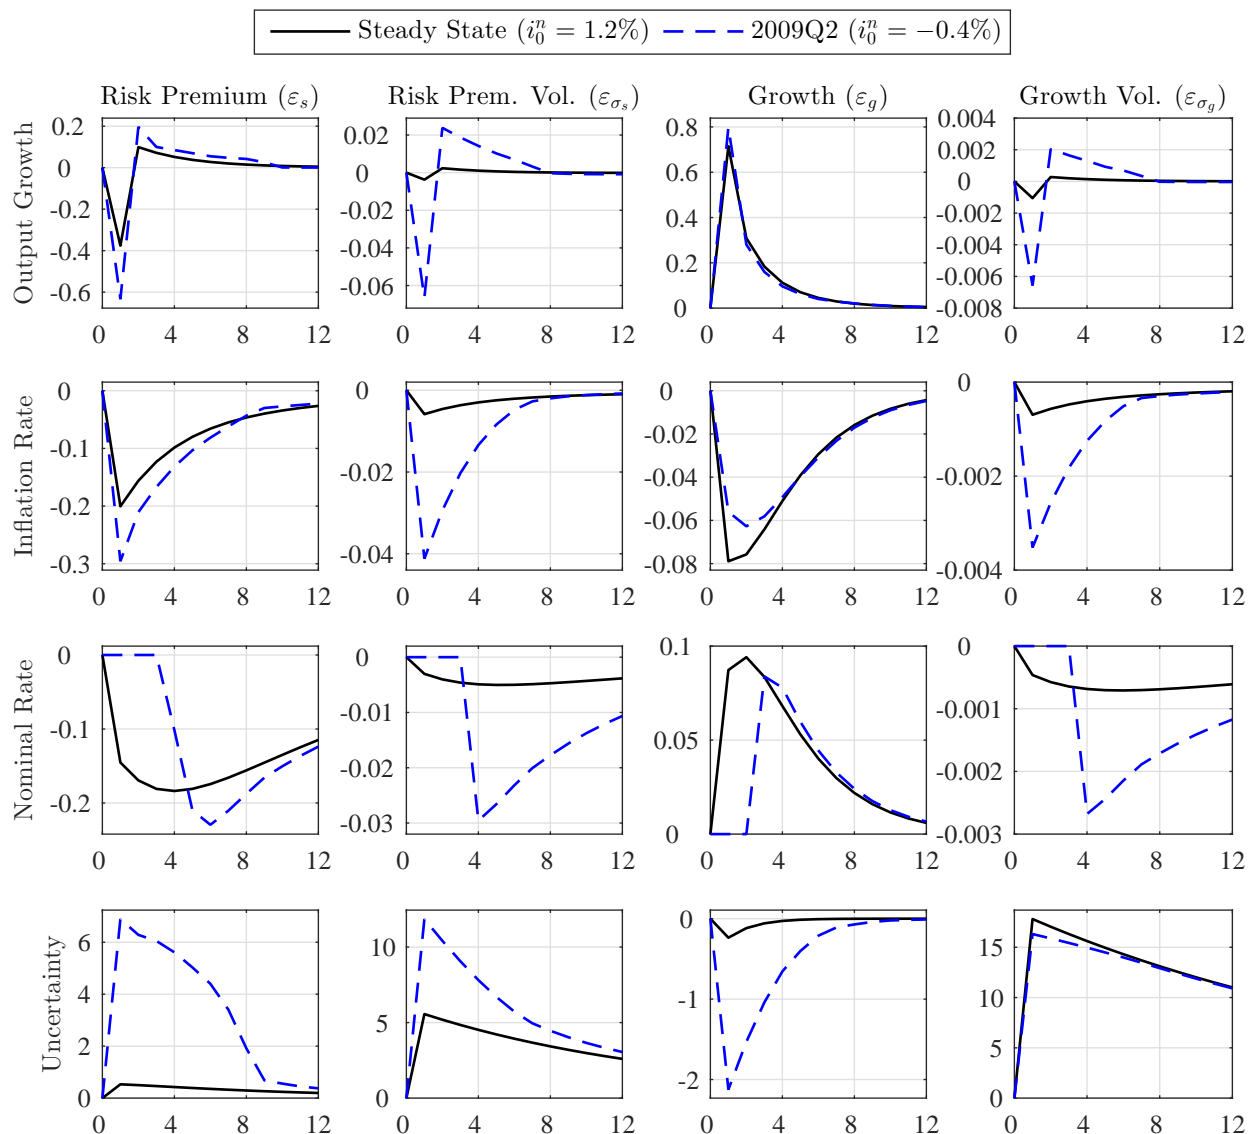 Steady State (i₀ⁿ = 1.2%) 2009Q2 (i₀ⁿ = −0.4%)
Risk Premium (ε_s) Risk Prem. Vol. (ε_{σ_s}) Growth (ε_g) Growth Vol. (ε_{σ_g})
Output Growth
0.2
0
-0.2
-0.4
-0.6
0 4 8 12
0.02
0
-0.02
-0.04
-0.06
0 4 8 12
0.8
0.6
0.4
0.2
0
0 4 8 12
0.004
0.002
0
-0.002
-0.004
-0.006
-0.008
0 4 8 12
Inflation Rate
0
-0.1
-0.2
-0.3
0 4 8 12
0
-0.02
-0.04
0 4 8 12
0
-0.02
-0.04
-0.06
-0.08
0 4 8 12
0
-0.002
-0.004
0 4 8 12
Nominal Rate
0
-0.1
-0.2
0 4 8 12
0
-0.01
-0.02
-0.03
0 4 8 12
0.1
0.05
0
0 4 8 12
0
-0.001
-0.002
-0.003
0 4 8 12
Uncertainty
6
4
2
0
0 4 8 12
10
5
0
0 4 8 12
0
-1
-2
0 4 8 12
15
10
5
0
0 4 8 12